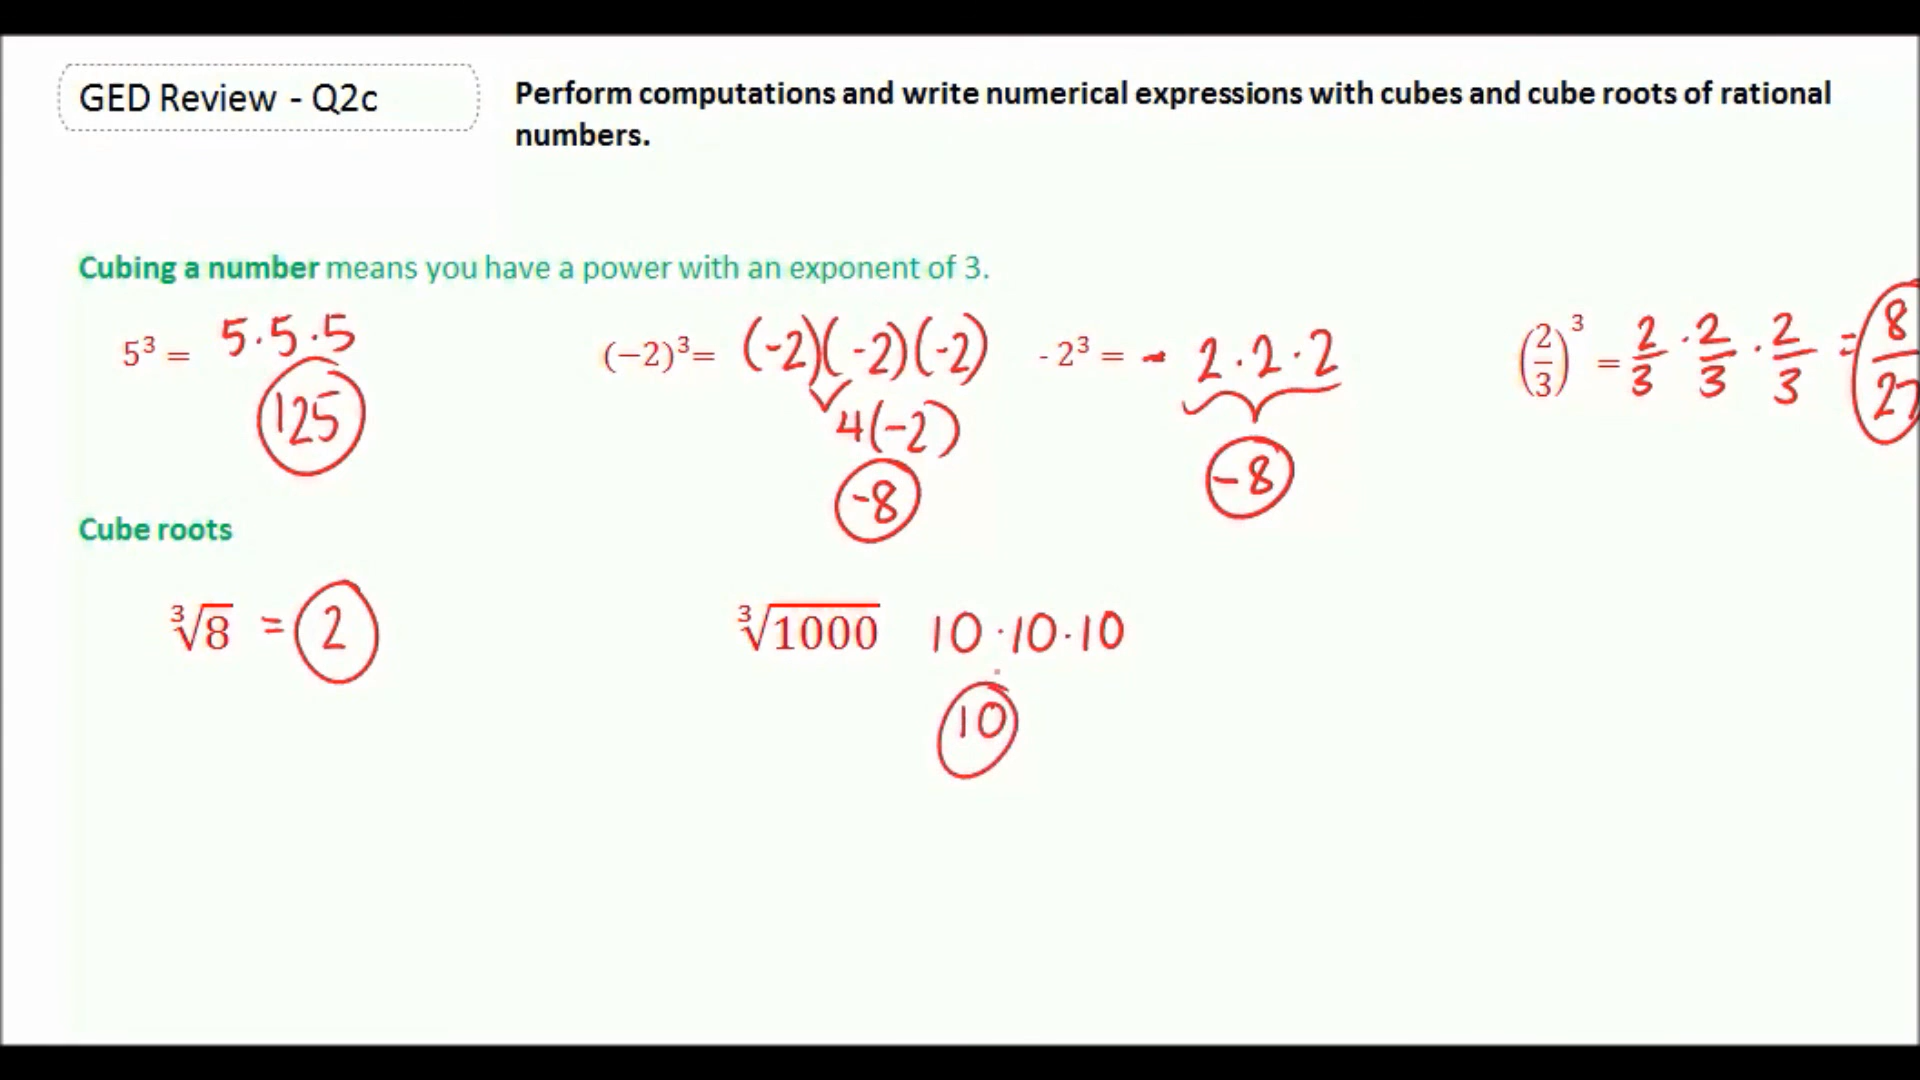 GED Review - Q2c
Perform computations and write numerical expressions with cubes and cube roots of rational
numbers.
Cubing a number means you have a power with an exponent of 3.
5³ = 5·5·5
125
(−2)³= (-2)(-2)(-2)
4(-2)
-8
- 2³ = - 2·2·2
-8
(2/3)³ = 2/3 · 2/3 · 2/3 = 8/27
Cube roots
∛8 = 2
∛1000 10·10·10
10